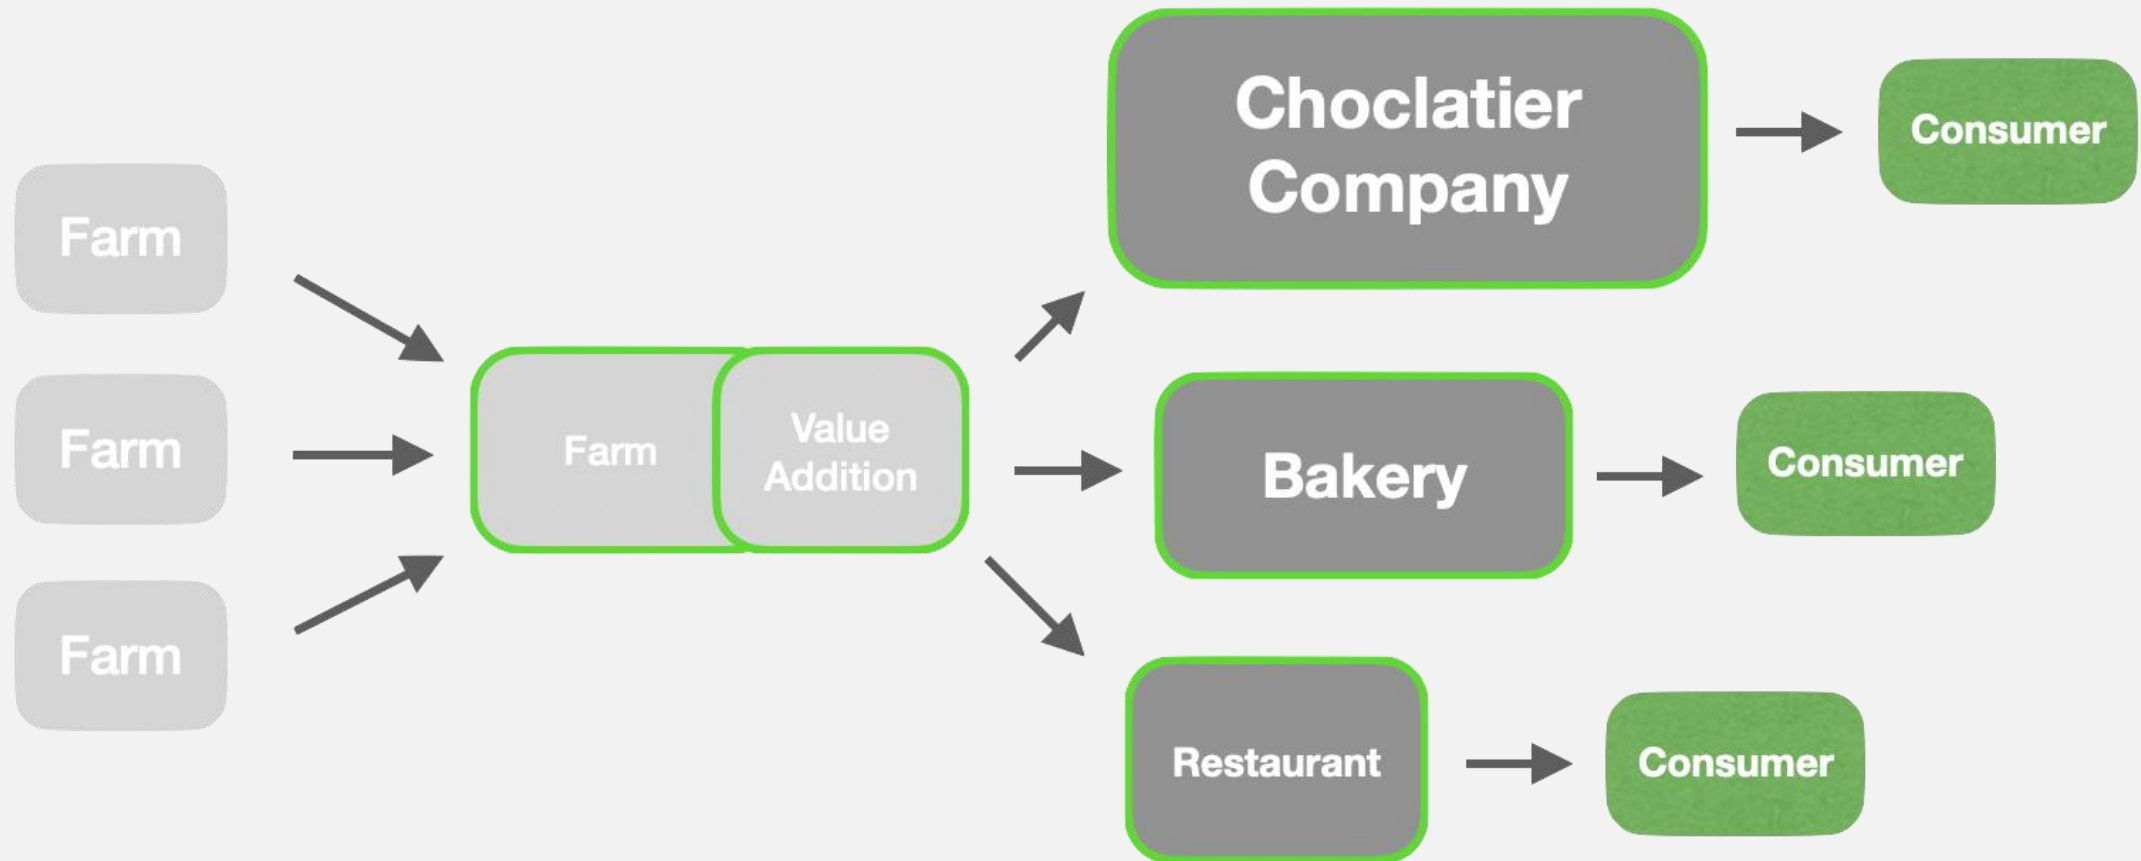 Farm
Farm
Farm
Farm
Value
Addition
Choclatier
Company
Consumer
Bakery
Consumer
Restaurant
Consumer